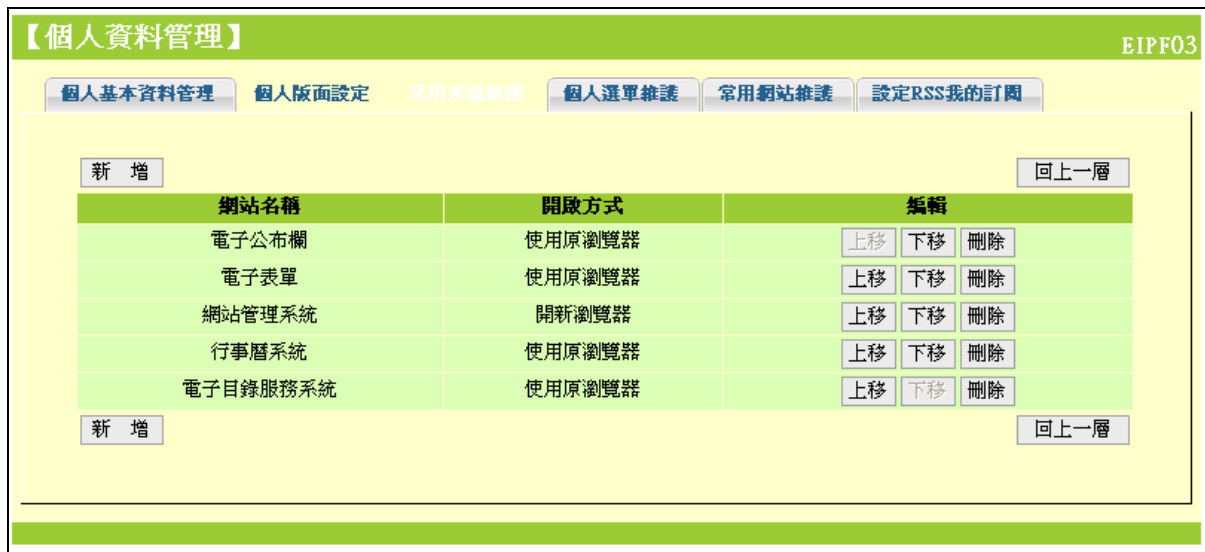 【個人資料管理】
EIPF03
個人基本資料管理 個人版面設定 常用系統維護 個人選單維護 常用網站維護 設定RSS我的訂閱
新 增 回上一層
網站名稱 開啟方式 編輯
電子公布欄 使用原瀏覽器 上移 下移 刪除
電子表單 使用原瀏覽器 上移 下移 刪除
網站管理系統 開新瀏覽器 上移 下移 刪除
行事曆系統 使用原瀏覽器 上移 下移 刪除
電子目錄服務系統 使用原瀏覽器 上移 下移 刪除
新 增 回上一層